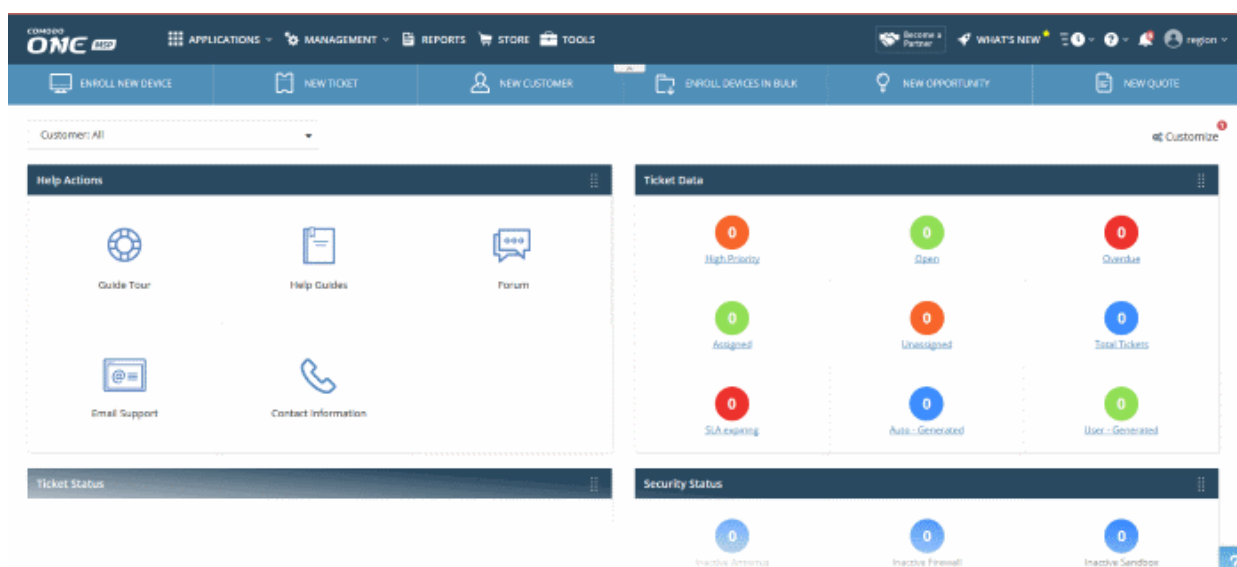 COMODO
ONE MSP
APPLICATIONS MANAGEMENT REPORTS STORE TOOLS
Become a
Partner
WHAT'S NEW region
ENROLL NEW DEVICE NEW TICKET NEW CUSTOMER ENROLL DEVICES IN BULK NEW OPPORTUNITY NEW QUOTE
Customer: All
1
Customize
Help Actions
Guide Tour Help Guides Forum
Email Support Contact Information
Ticket Data
0 0 0
High Priority Open Overdue
0 0 0
Assigned Unassigned Total Tickets
0 0 0
SLA expiring Auto - Generated User - Generated
Ticket Status
Security Status
0 0 0
Inactive Antivirus Inactive Firewall Inactive Sandbox
?